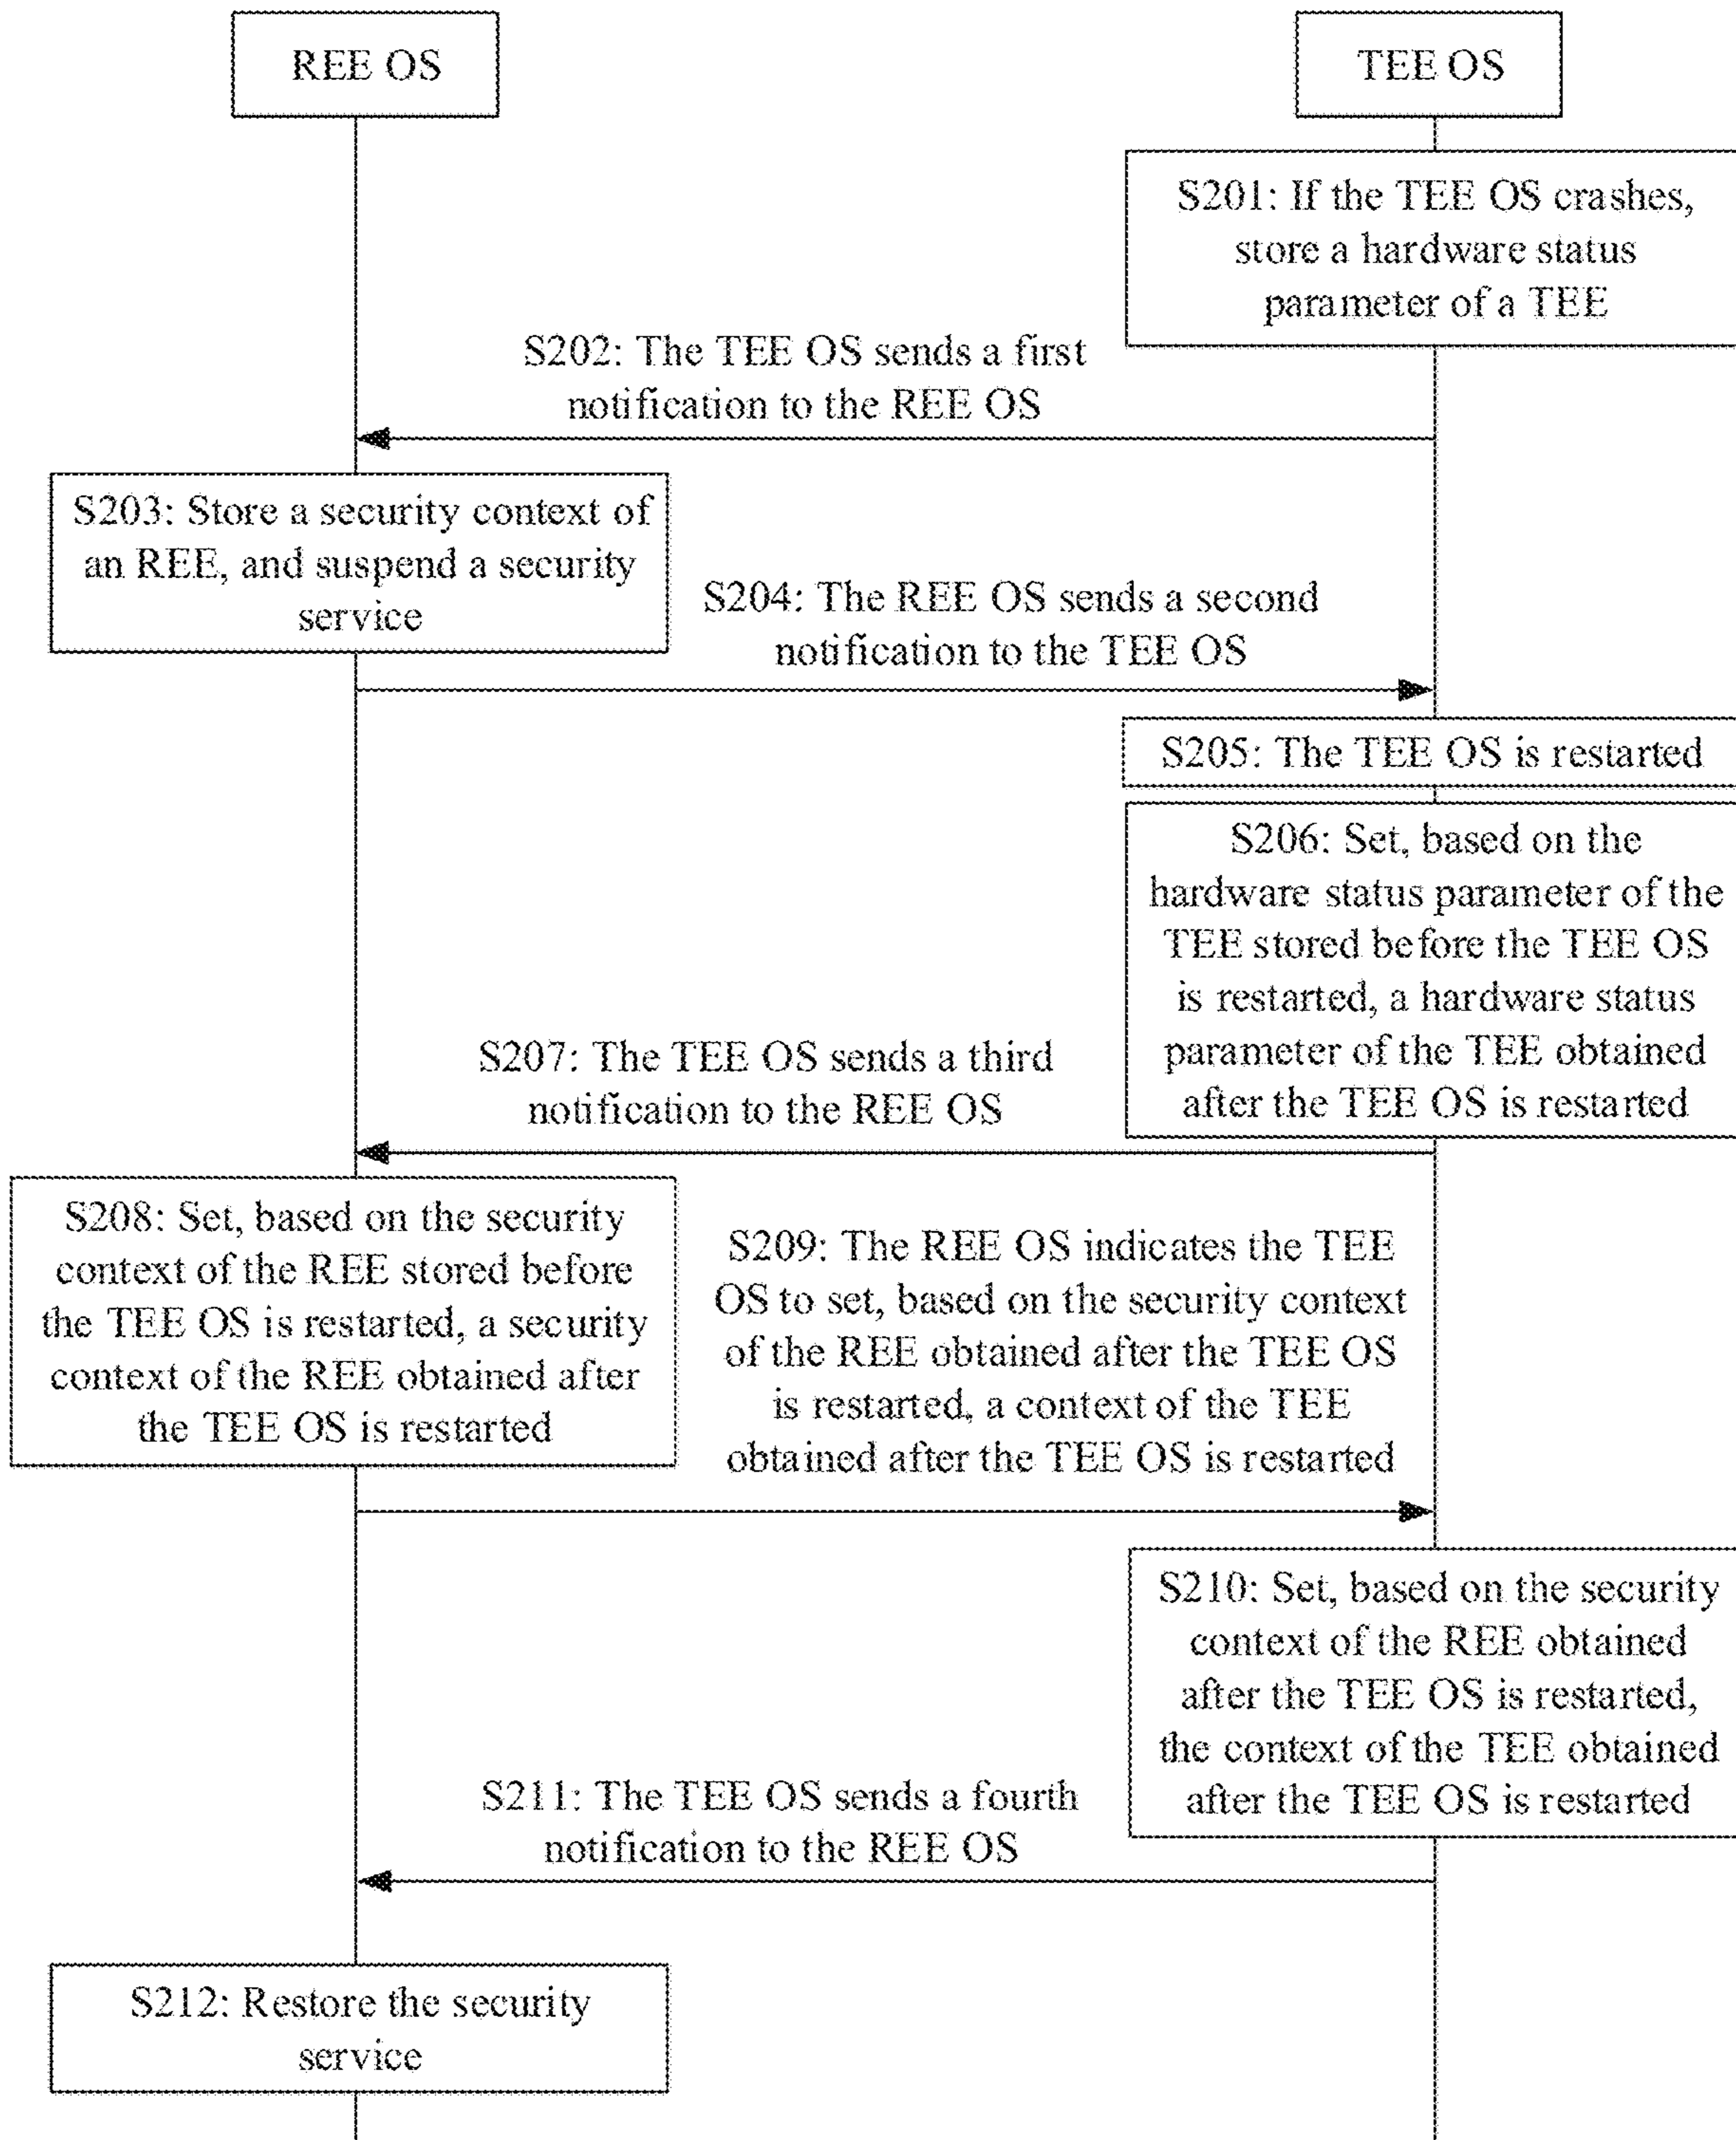 REE OS
TEE OS
S201: If the TEE OS crashes,
store a hardware status
parameter of a TEE
S202: The TEE OS sends a first
notification to the REE OS
S203: Store a security context of
an REE, and suspend a security
service
S204: The REE OS sends a second
notification to the TEE OS
S205: The TEE OS is restarted
S206: Set, based on the
hardware status parameter of the
TEE stored before the TEE OS
is restarted, a hardware status
parameter of the TEE obtained
after the TEE OS is restarted
S207: The TEE OS sends a third
notification to the REE OS
S208: Set, based on the security
context of the REE stored before
the TEE OS is restarted, a security
context of the REE obtained after
the TEE OS is restarted
S209: The REE OS indicates the TEE
OS to set, based on the security context
of the REE obtained after the TEE OS
is restarted, a context of the TEE
obtained after the TEE OS is restarted
S210: Set, based on the security
context of the REE obtained
after the TEE OS is restarted,
the context of the TEE obtained
after the TEE OS is restarted
S211: The TEE OS sends a fourth
notification to the REE OS
S212: Restore the security
service